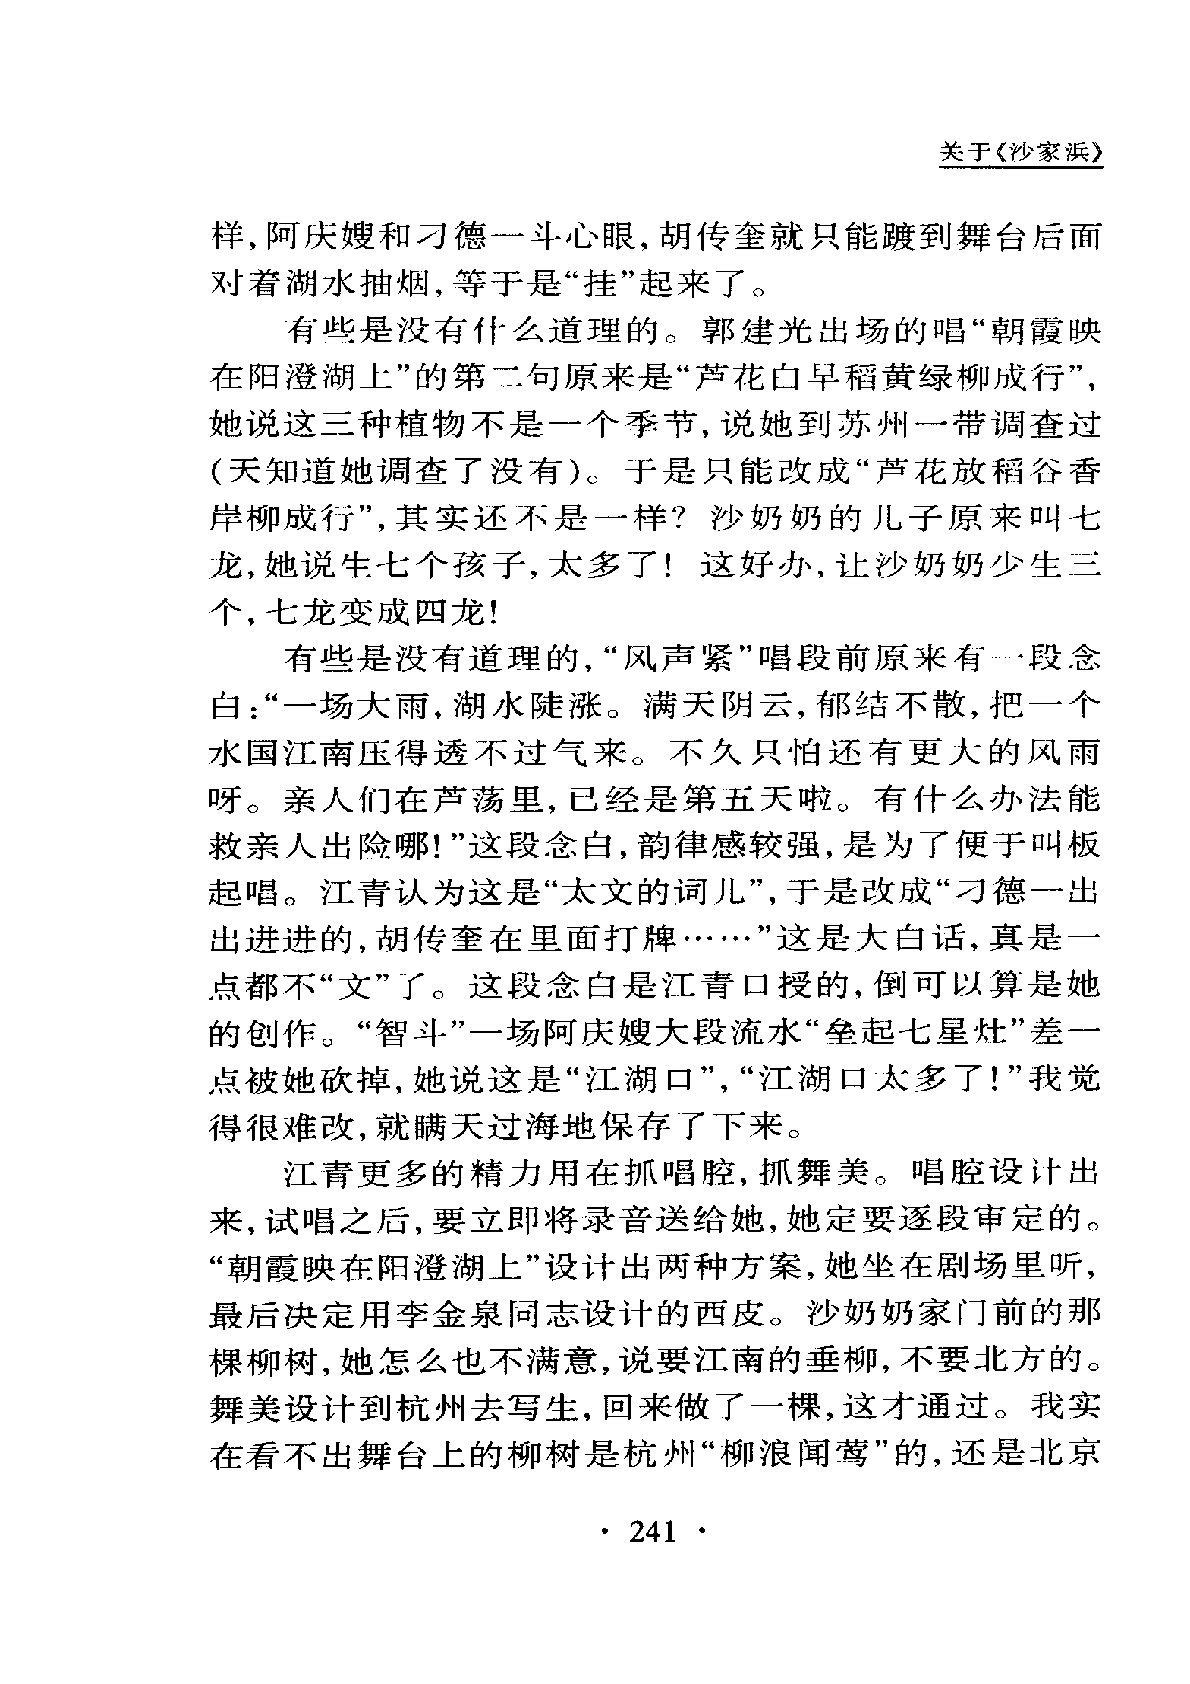 关于《沙家浜》
样,阿庆嫂和刁德一斗心眼,胡传奎就只能踱到舞台后面
对着湖水抽烟,等于是“挂”起来了。
有些是没有什么道理的。郭建光出场的唱“朝霞映
在阳澄湖上”的第二句原来是“芦花白早稻黄绿柳成行”,
她说这三种植物不是一个季节,说她到苏州一带调查过
(天知道她调查了没有)。于是只能改成“芦花放稻谷香
岸柳成行”,其实还不是一样?沙奶奶的儿子原来叫七
龙,她说生七个孩子,太多了!这好办,让沙奶奶少生三
个,七龙变成四龙!
有些是没有道理的,“风声紧”唱段前原来有一段念
白:“一场大雨,湖水陡涨。满天阴云,郁结不散,把一个
水国江南压得透不过气来。不久只怕还有更大的风雨
呀。亲人们在芦荡里,已经是第五天啦。有什么办法能
救亲人出险哪!”这段念白,韵律感较强,是为了便于叫板
起唱。江青认为这是“太文的词儿”,于是改成“刁德一出
出进进的,胡传奎在里面打牌……”这是大白话,真是一
点都不“文”了。这段念白是江青口授的,倒可以算是她
的创作。“智斗”一场阿庆嫂大段流水“垒起七星灶”差一
点被她砍掉,她说这是“江湖口”,“江湖口太多了!”我觉
得很难改,就瞒天过海地保存了下来。
江青更多的精力用在抓唱腔,抓舞美。唱腔设计出
来,试唱之后,要立即将录音送给她,她定要逐段审定的。
“朝霞映在阳澄湖上”设计出两种方案,她坐在剧场里听,
最后决定用李金泉同志设计的西皮。沙奶奶家门前的那
棵柳树,她怎么也不满意,说要江南的垂柳,不要北方的。
舞美设计到杭州去写生,回来做了一棵,这才通过。我实
在看不出舞台上的柳树是杭州“柳浪闻莺”的,还是北京
· 241 ·